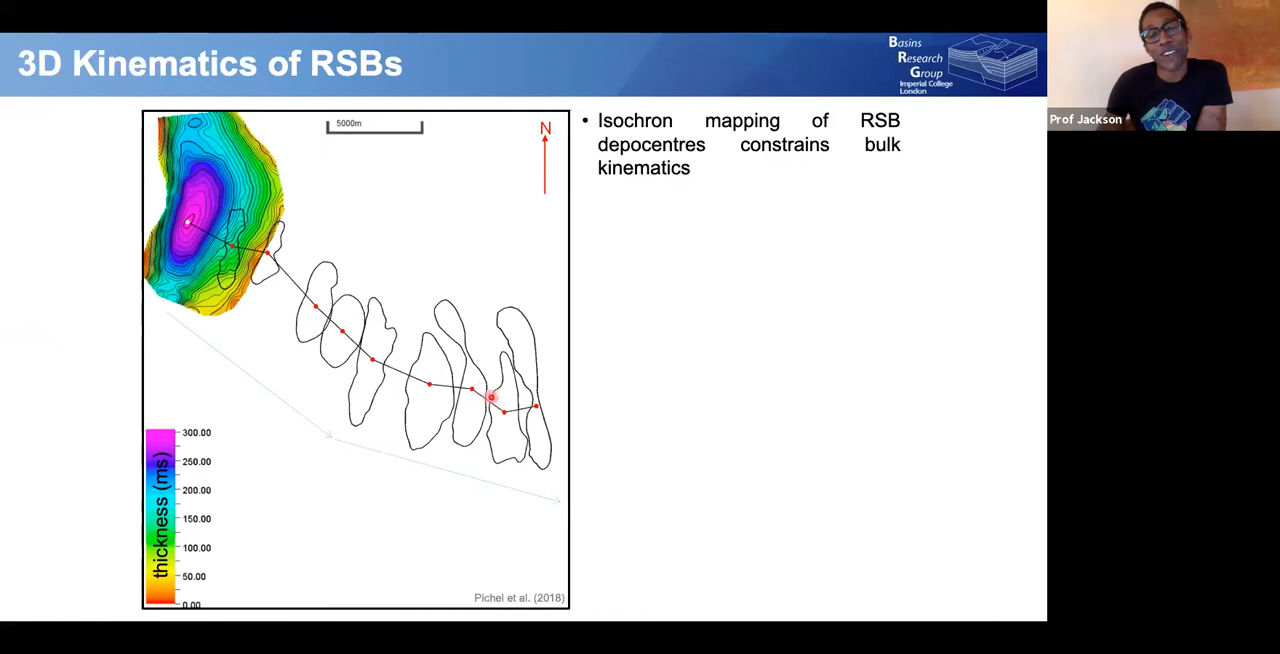 3D Kinematics of RSBs
Basins
Research
Group
Imperial College
London
Prof Jackson
5000m
N
• Isochron mapping of RSB
depocentres constrains bulk
kinematics
thickness (ms)
300.00
250.00
200.00
150.00
100.00
50.00
0.00
Pichel et al. (2018)